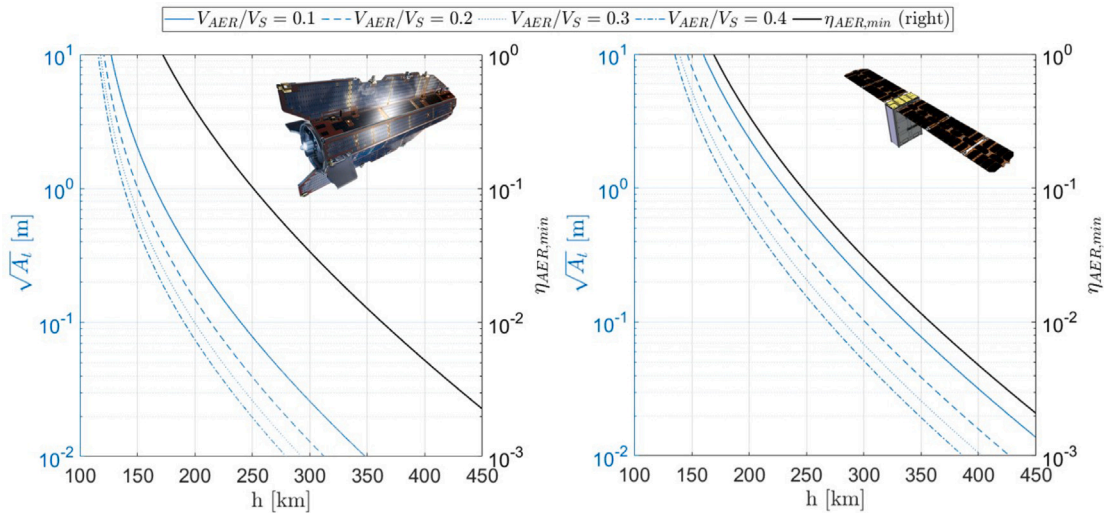 V_AER/V_S = 0.1 V_AER/V_S = 0.2 V_AER/V_S = 0.3 V_AER/V_S = 0.4 η_AER,min (right)
10^1 10^0 10^1 10^0
10^0 10^-1 10^0 10^-1
√A_t [m] η_AER,min √A_t [m] η_AER,min
10^-1 10^-2 10^-1 10^-2
10^-2 10^-3 10^-2 10^-3
100 150 200 250 300 350 400 450 100 150 200 250 300 350 400 450
h [km] h [km]